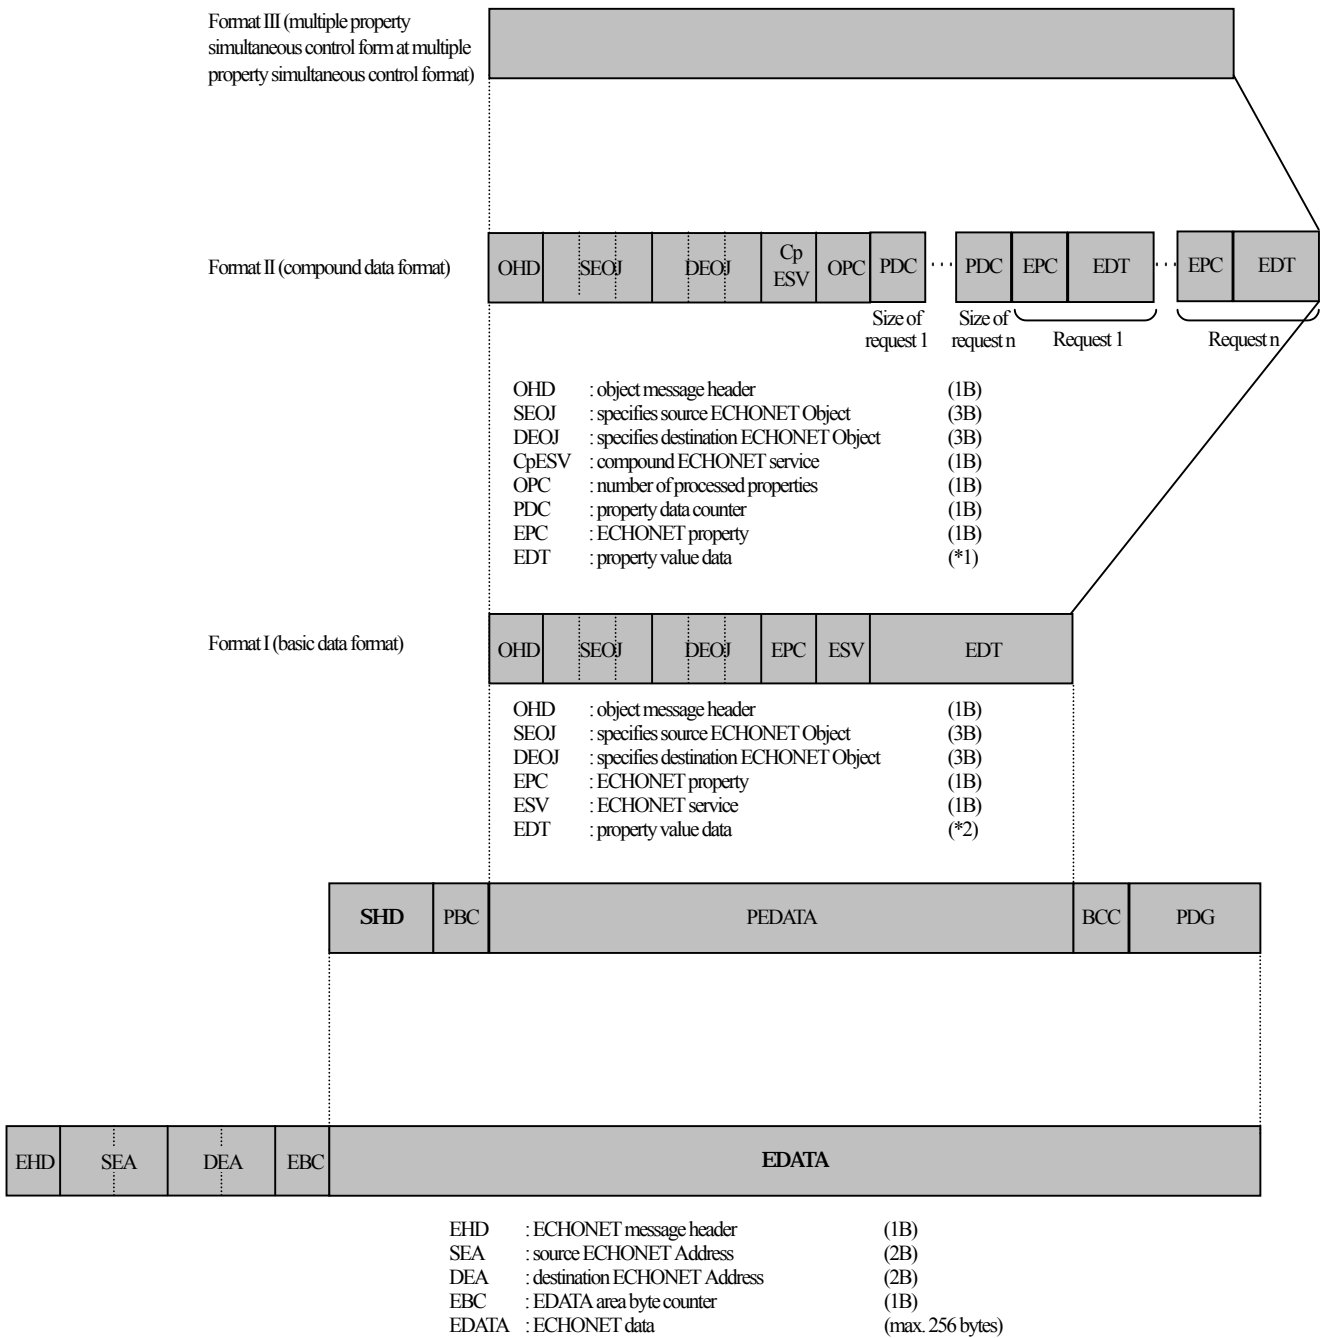 Format III (multiple property
simultaneous control form at multiple
property simultaneous control format)
Format II (compound data format)
OHD SEOJ DEOJ Cp ESV OPC PDC ···· PDC EPC EDT ···· EPC EDT
Size of request 1
Size of request n
Request 1
Request n
OHD : object message header (1B)
SEOJ : specifies source ECHONET Object (3B)
DEOJ : specifies destination ECHONET Object (3B)
CpESV : compound ECHONET service (1B)
OPC : number of processed properties (1B)
PDC : property data counter (1B)
EPC : ECHONET property (1B)
EDT : property value data (*1)
Format I (basic data format)
OHD SEOJ DEOJ EPC ESV EDT
OHD : object message header (1B)
SEOJ : specifies source ECHONET Object (3B)
DEOJ : specifies destination ECHONET Object (3B)
EPC : ECHONET property (1B)
ESV : ECHONET service (1B)
EDT : property value data (*2)
SHD PBC PEDATA BCC PDG
EHD SEA DEA EBC EDATA
EHD : ECHONET message header (1B)
SEA : source ECHONET Address (2B)
DEA : destination ECHONET Address (2B)
EBC : EDATA area byte counter (1B)
EDATA : ECHONET data (max. 256 bytes)